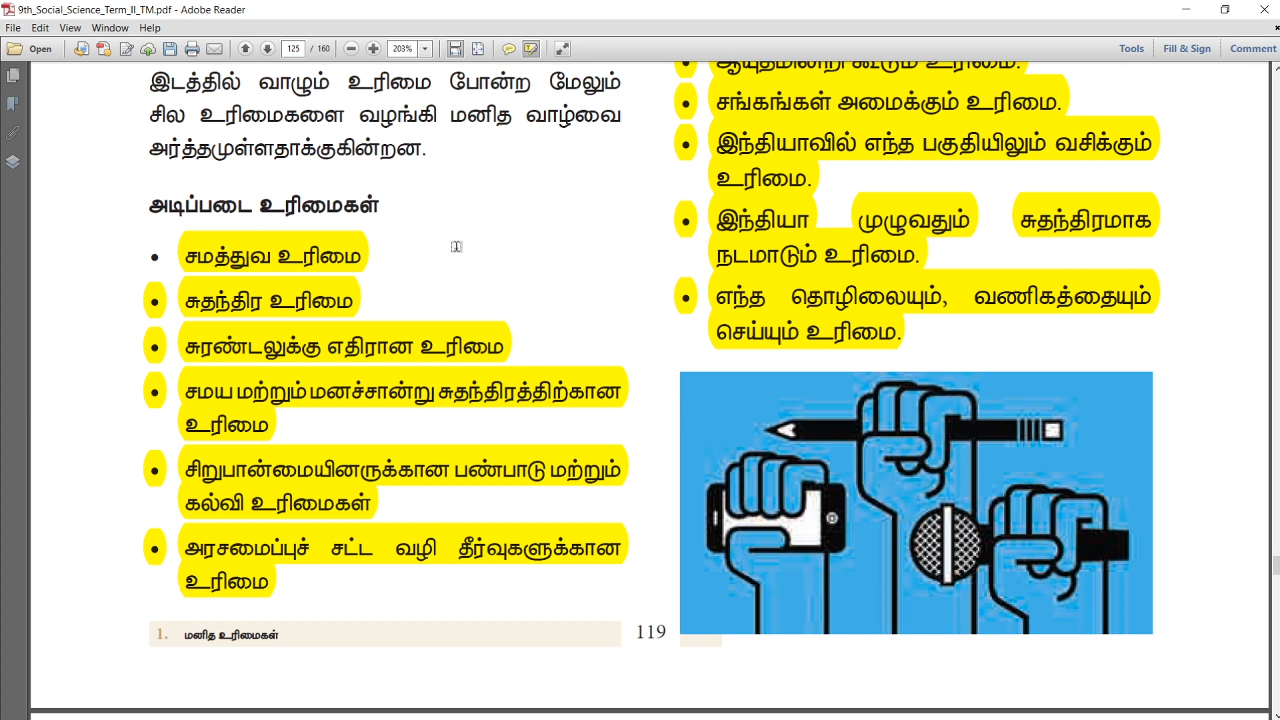 9th_Social_Science_Term_II_TM.pdf - Adobe Reader
File Edit View Window Help
Open 125 / 160 203% Tools Fill & Sign Comment
இடத்தில் வாழும் உரிமை போன்ற மேலும்
சில உரிமைகளை வழங்கி மனித வாழ்வை
அர்த்தமுள்ளதாக்குகின்றன.
அடிப்படை உரிமைகள்
• சமத்துவ உரிமை
• சுதந்திர உரிமை
• சுரண்டலுக்கு எதிரான உரிமை
• சமய மற்றும் மனச்சான்று சுதந்திரத்திற்கான
உரிமை
• சிறுபான்மையினருக்கான பண்பாடு மற்றும்
கல்வி உரிமைகள்
• அரசமைப்புச் சட்ட வழி தீர்வுகளுக்கான
உரிமை
• ஆயுதமின்றி கூடும் உரிமை.
• சங்கங்கள் அமைக்கும் உரிமை.
• இந்தியாவில் எந்த பகுதியிலும் வசிக்கும்
உரிமை.
• இந்தியா முழுவதும் சுதந்திரமாக
நடமாடும் உரிமை.
• எந்த தொழிலையும், வணிகத்தையும்
செய்யும் உரிமை.
1. மனித உரிமைகள்
119